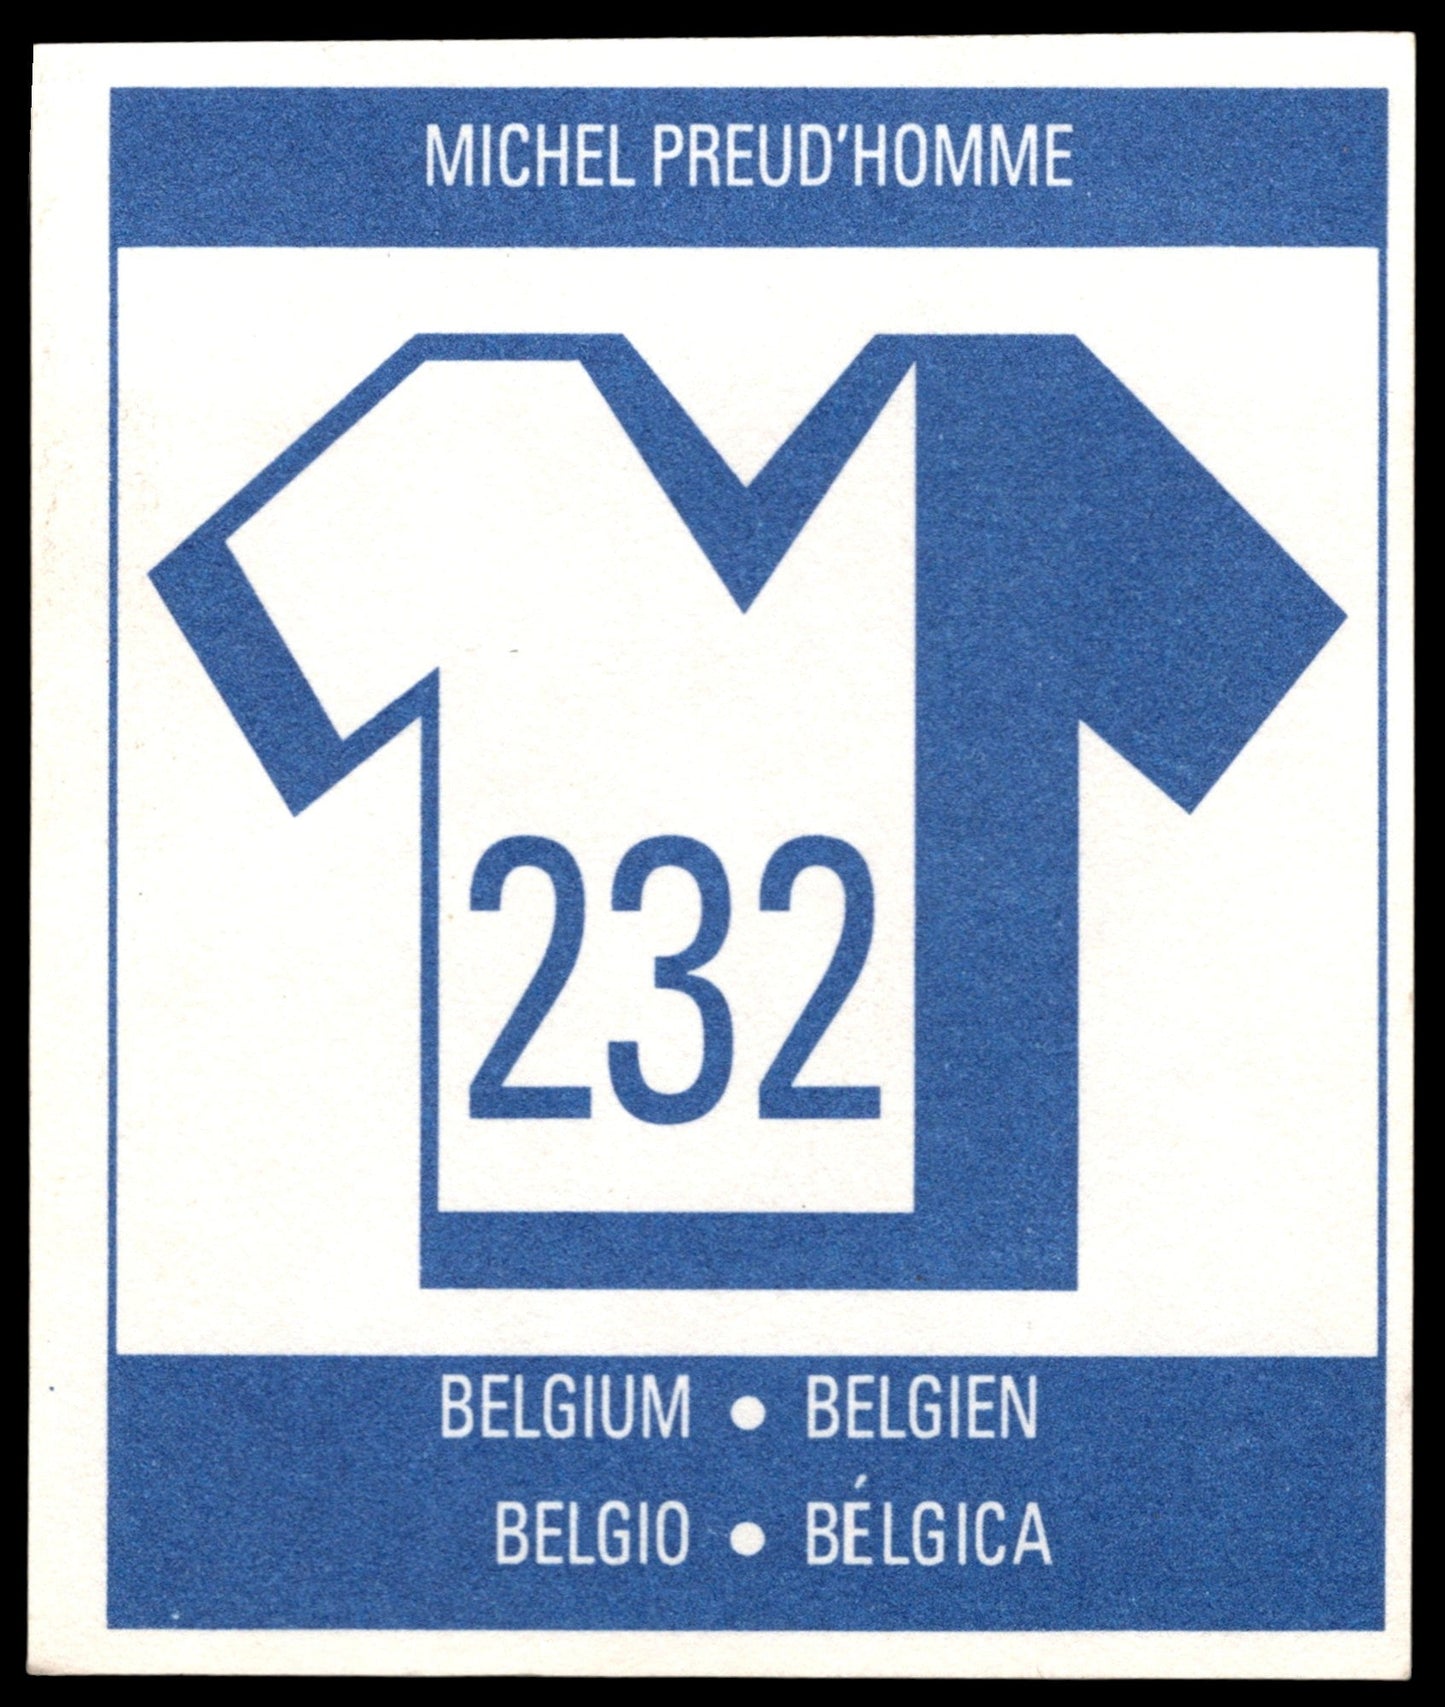 MICHEL PREUD'HOMME
232
BELGIUM • BELGIEN
BELGIO • BÉLGICA